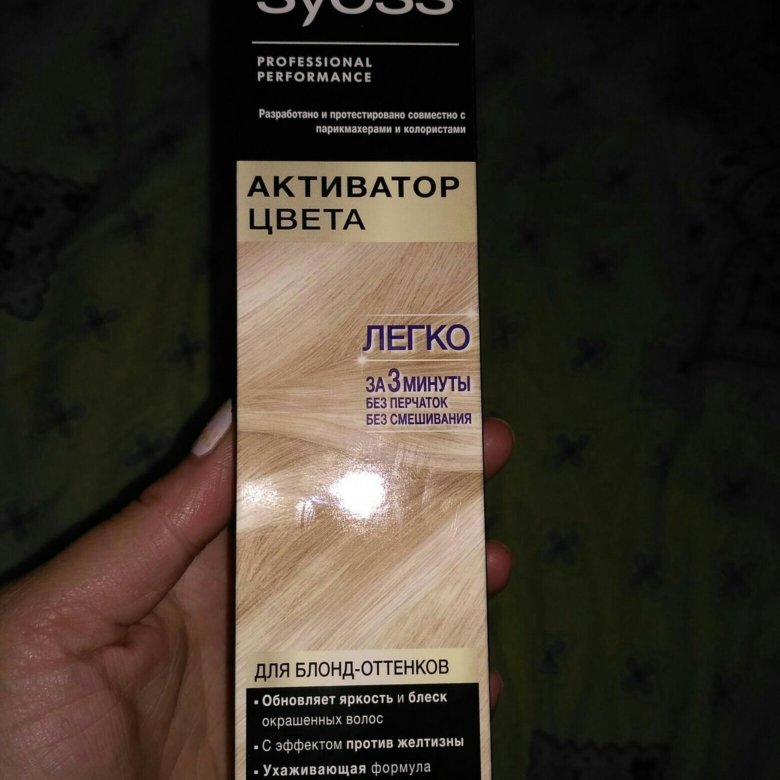 syoss
PROFESSIONAL
PERFORMANCE
Разработано и протестировано совместно с
парикмахерами и колористами
АКТИВАТОР
ЦВЕТА
ЛЕГКО
ЗА 3 МИНУТЫ
БЕЗ ПЕРЧАТОК
БЕЗ СМЕШИВАНИЯ
ДЛЯ БЛОНД-ОТТЕНКОВ
▪ Обновляет яркость и блеск
окрашенных волос
▪ С эффектом против желтизны
▪ Ухаживающая формула